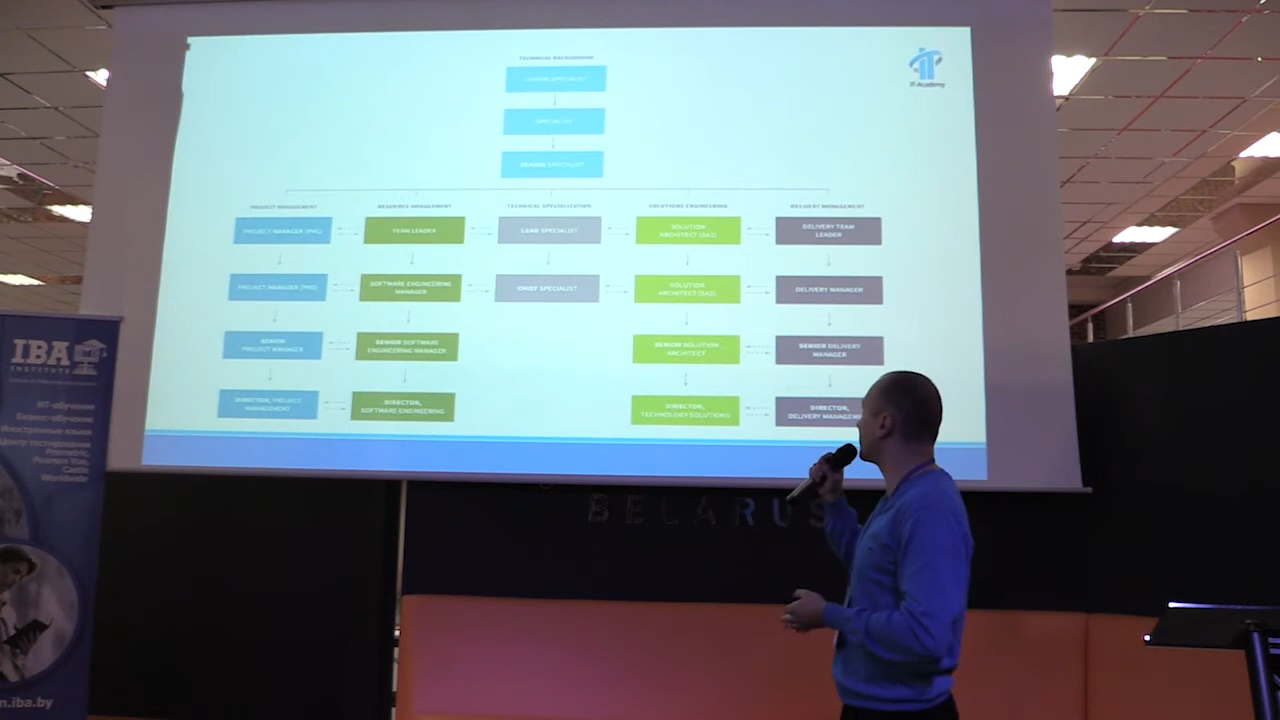 TECHNICAL BACKGROUND
JUNIOR SPECIALIST
SPECIALIST
SENIOR SPECIALIST
IT-Academy
PROJECT MANAGEMENT
RESOURCE MANAGEMENT
TECHNICAL SPECIALIZATION
SOLUTIONS ENGINEERING
DELIVERY MANAGEMENT
PROJECT MANAGER (PM1)
TEAM LEADER
LEAD SPECIALIST
SOLUTION
ARCHITECT (SA1)
DELIVERY TEAM
LEADER
PROJECT MANAGER (PM2)
SOFTWARE ENGINEERING
MANAGER
CHIEF SPECIALIST
SOLUTION
ARCHITECT (SA2)
DELIVERY MANAGER
SENIOR
PROJECT MANAGER
SENIOR SOFTWARE
ENGINEERING MANAGER
SENIOR SOLUTION
ARCHITECT
SENIOR DELIVERY
MANAGER
DIRECTOR, PROJECT
MANAGEMENT
DIRECTOR,
SOFTWARE ENGINEERING
DIRECTOR,
TECHNOLOGY SOLUTIONS
DIRECTOR,
DELIVERY MANAGEMENT
IBA
INSTITUTE
ИТ-обучение
Бизнес-обучение
Иностранные языки
Центр тестирования
Prometric,
Pearson Vue,
Castle
Worldwide
n.iba.by
BELARUS